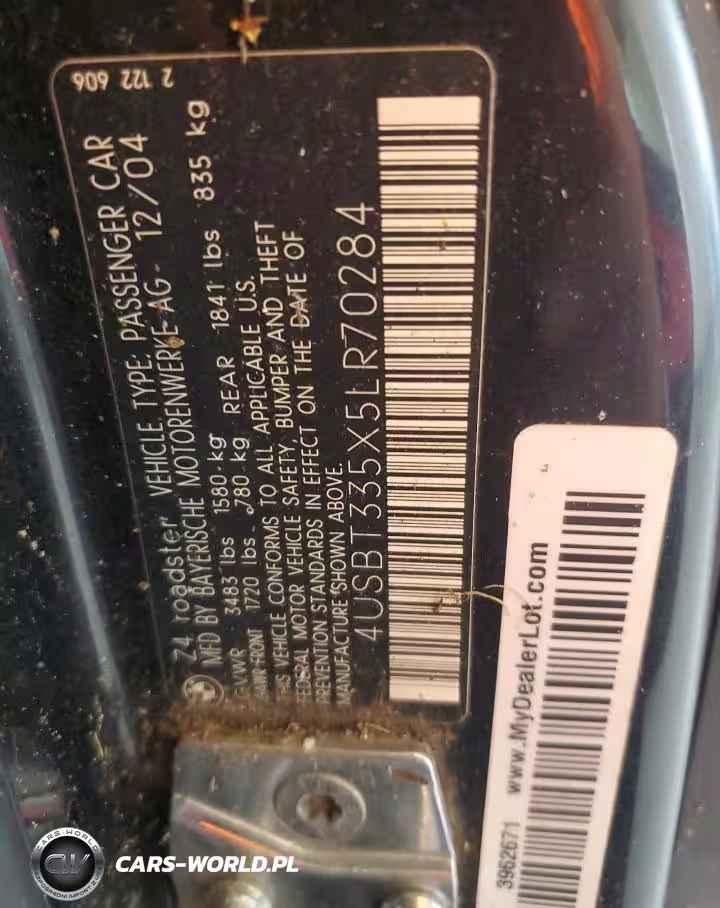 Z4 roadster VEHICLE TYPE: PASSENGER CAR
MFD BY BAYERISCHE MOTORENWERKE AG- 12/04
GVWR 3483 lbs 1580 kg
GAWR-FRONT 1720 lbs- 780 kg REAR 1841 lbs 835 kg
THIS VEHICLE CONFORMS TO ALL APPLICABLE U.S.
FEDERAL MOTOR VEHICLE SAFETY, BUMPER AND THEFT
PREVENTION STANDARDS IN EFFECT ON THE DATE OF
MANUFACTURE SHOWN ABOVE.
4USBT335X5LR70284
2 122 606
www.MyDealerLot.com
3962671
CARS-WORLD
CW
CARS-WORLD.PL